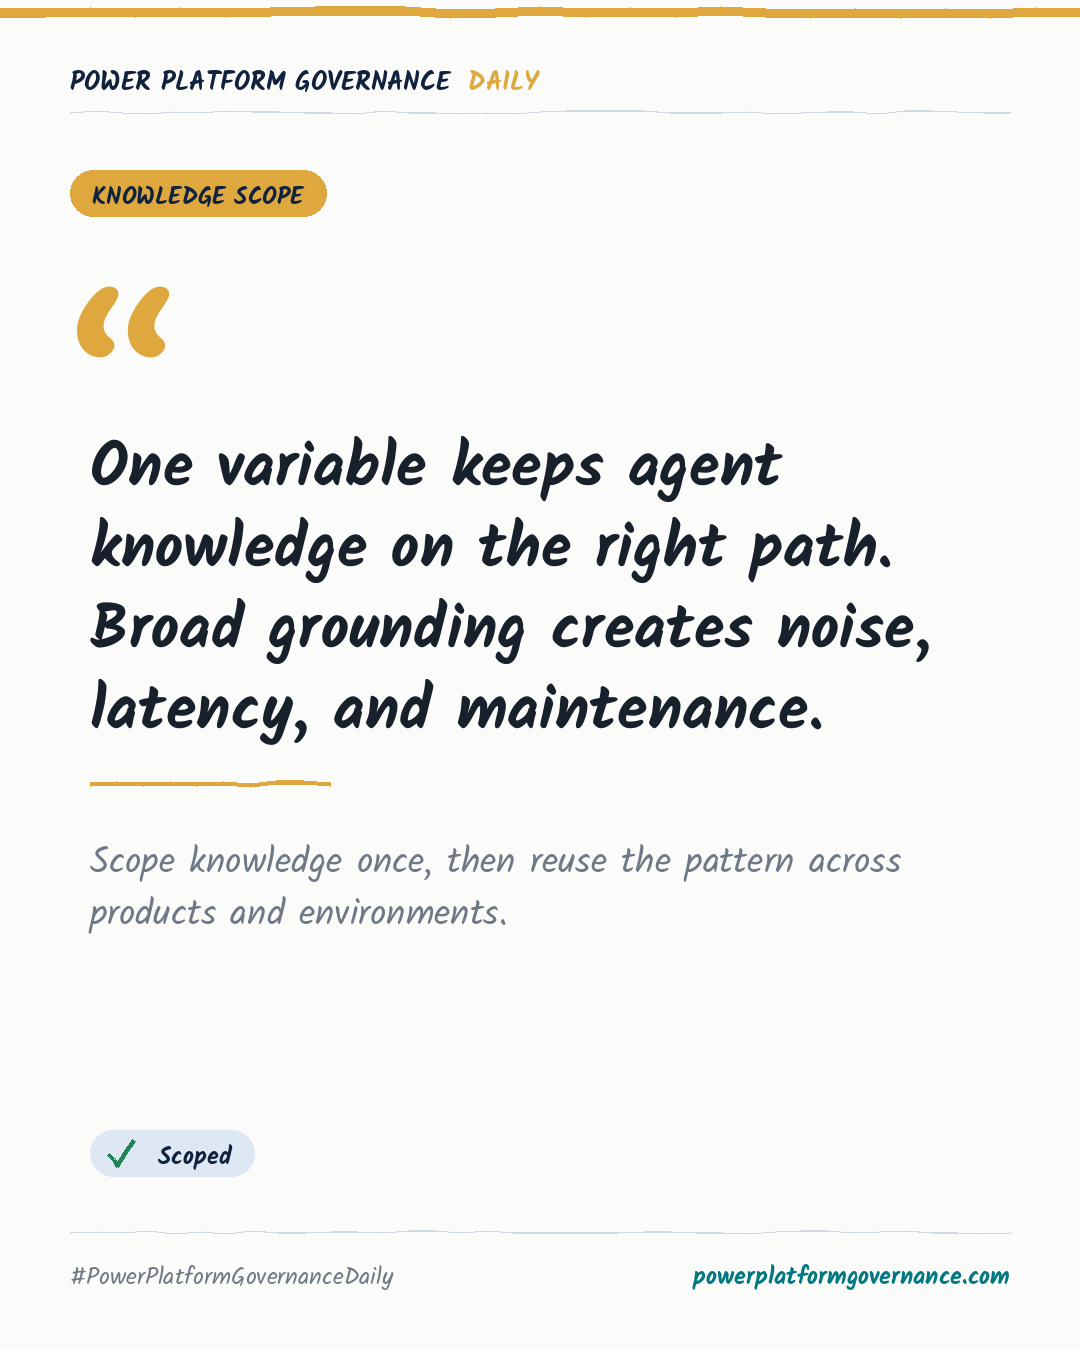 POWER PLATFORM GOVERNANCE DAILY
KNOWLEDGE SCOPE
“
One variable keeps agent
knowledge on the right path.
Broad grounding creates noise,
latency, and maintenance.
Scope knowledge once, then reuse the pattern across
products and environments.
✓ Scoped
#PowerPlatformGovernanceDaily
powerplatformgovernance.com